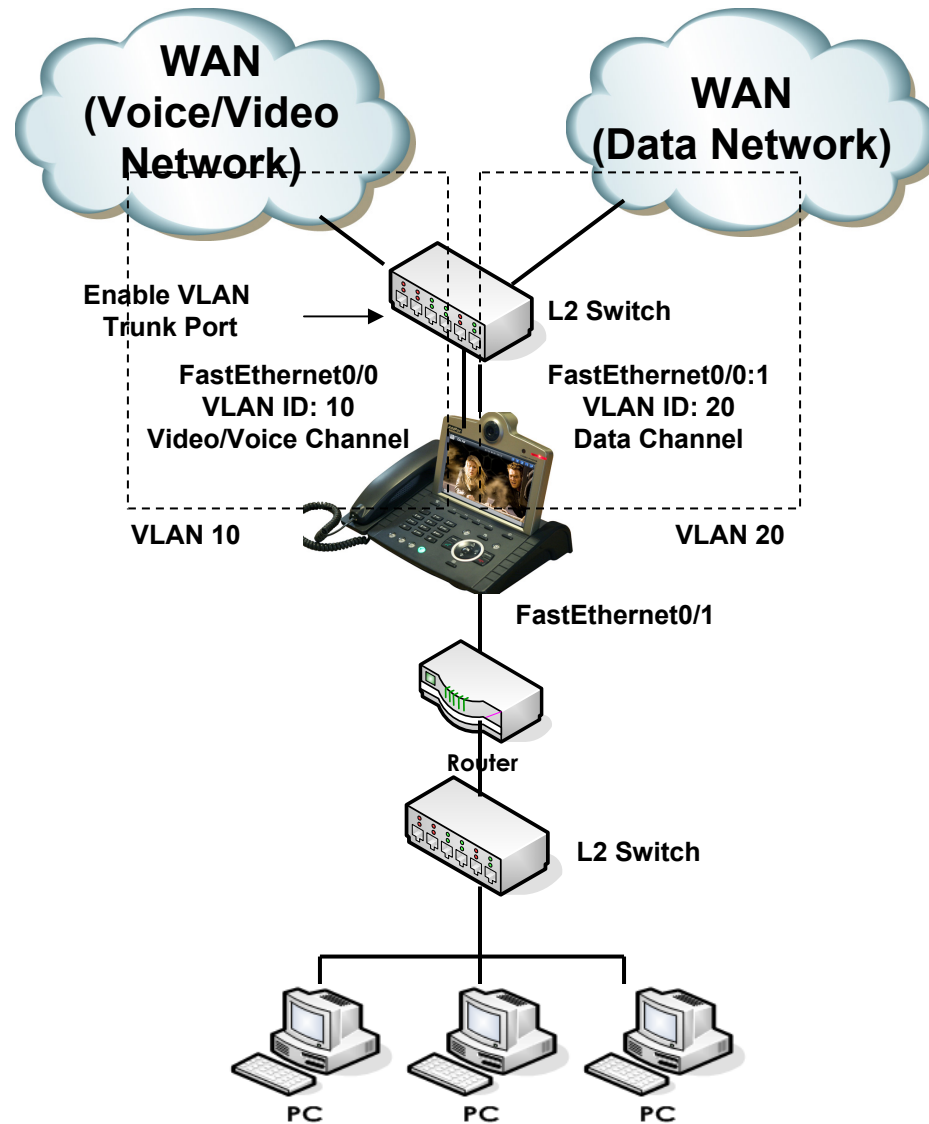 WAN
(Voice/Video
Network)
WAN
(Data Network)
Enable VLAN
Trunk Port
L2 Switch
FastEthernet0/0
VLAN ID: 10
Video/Voice Channel
FastEthernet0/0:1
VLAN ID: 20
Data Channel
VLAN 10
VLAN 20
FastEthernet0/1
Router
L2 Switch
PC
PC
PC